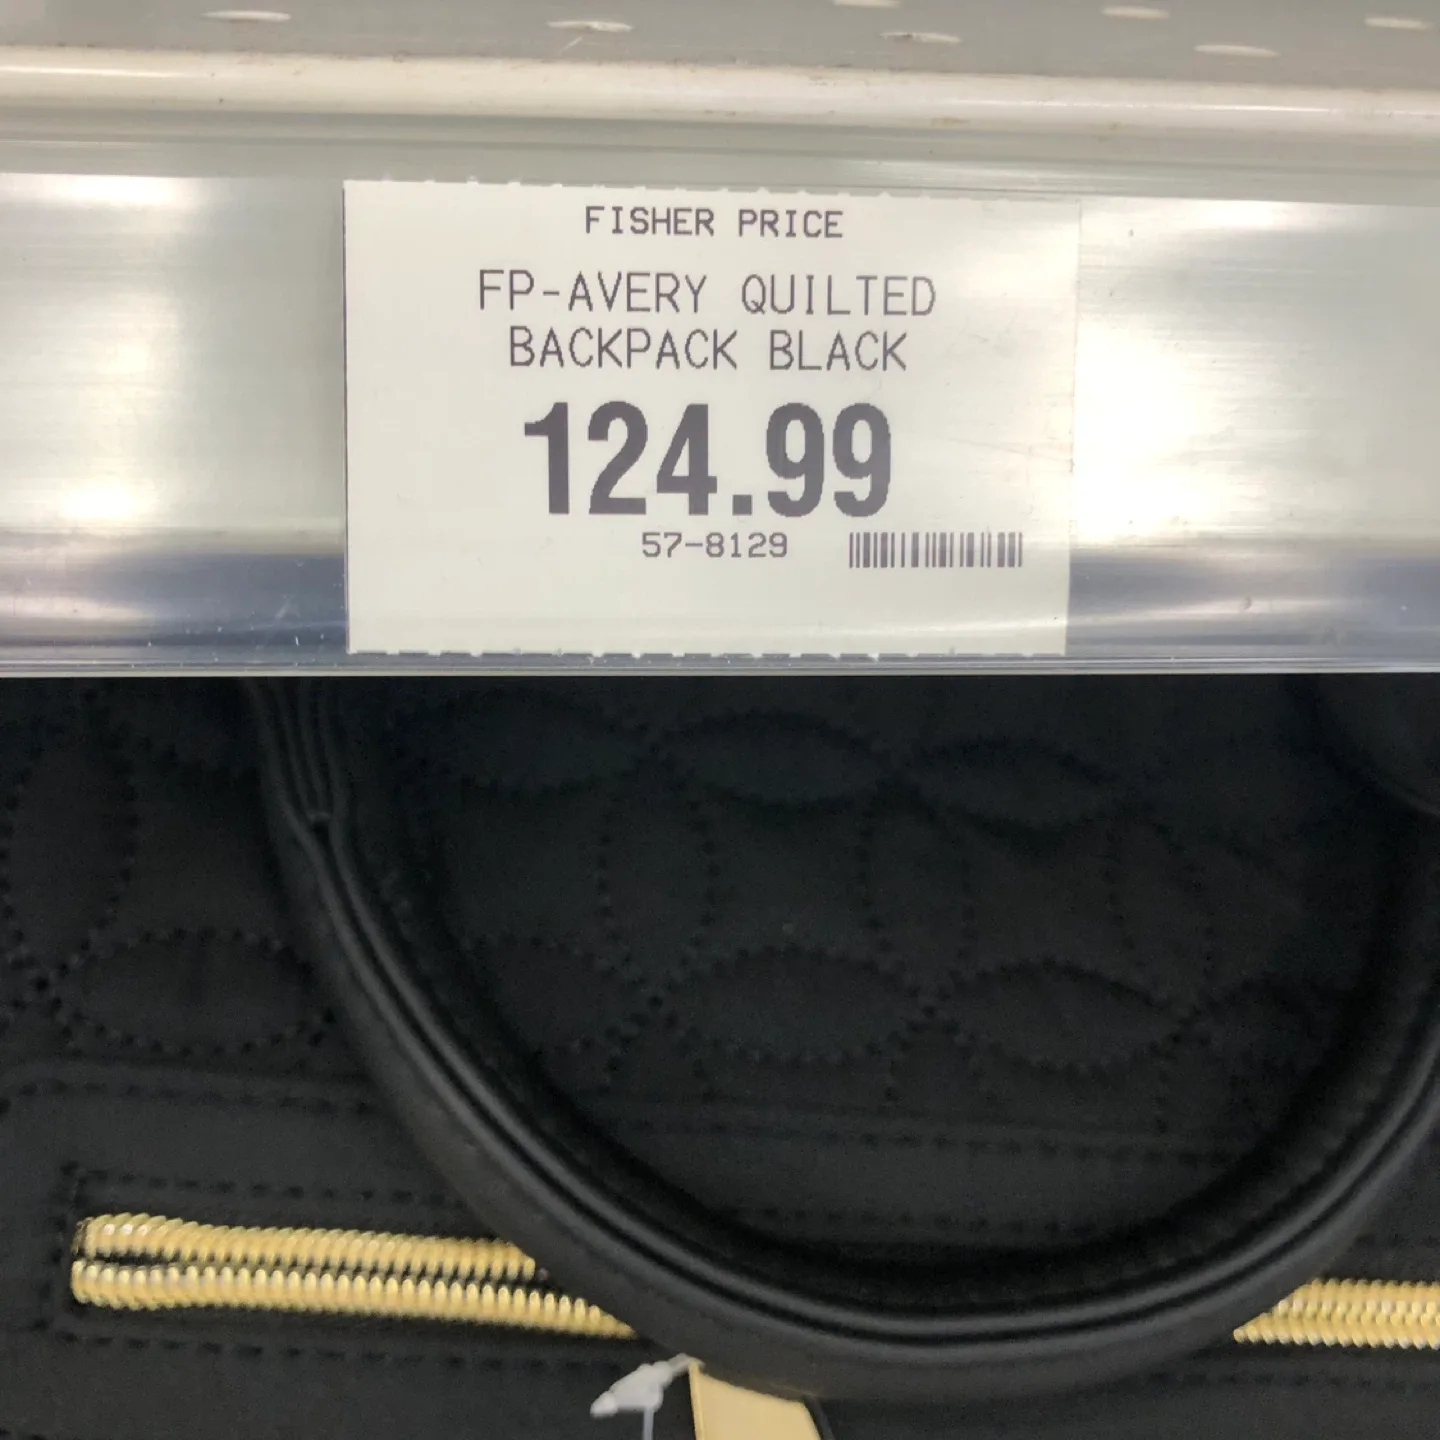 FISHER PRICE
FP-AVERY QUILTED
BACKPACK BLACK
124.99
57-8129